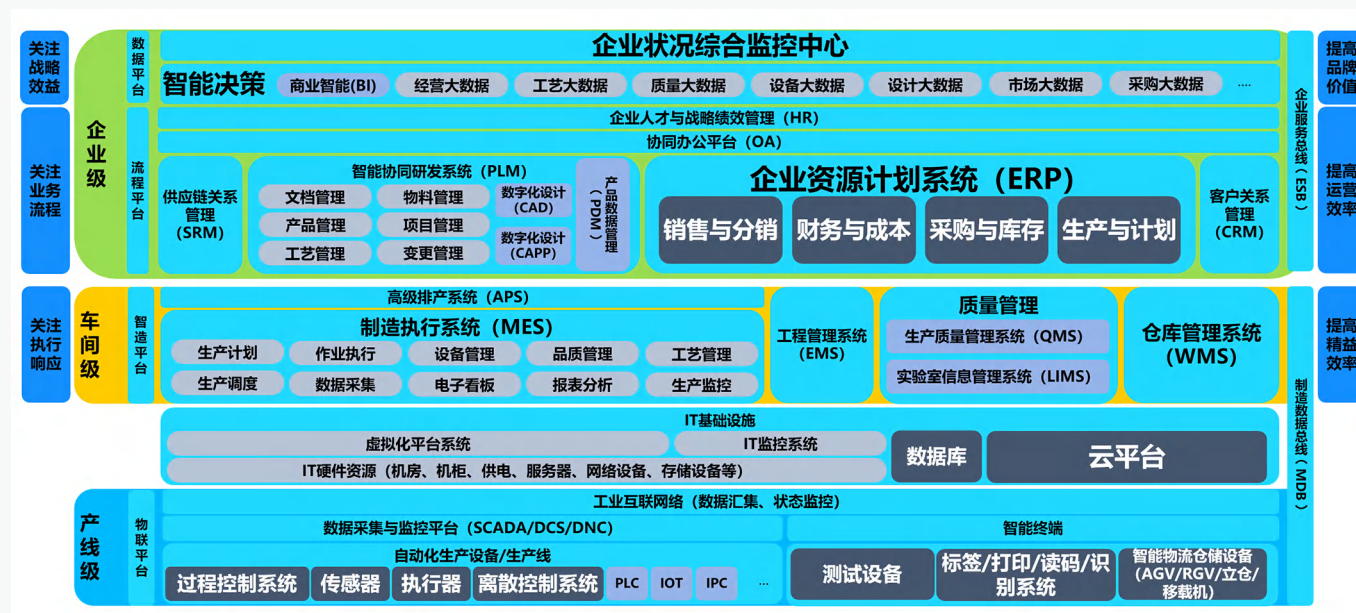 关注
战略
效益
数据平台
企业状况综合监控中心
智能决策
商业智能(BI)
经营大数据
工艺大数据
质量大数据
设备大数据
设计大数据
市场大数据
采购大数据
....
提高
品牌
价值
企业级
关注
业务
流程
流程平台
企业人才与战略绩效管理（HR）
协同办公平台（OA）
供应链关系
管理
(SRM)
智能协同研发系统（PLM）
文档管理
物料管理
产品管理
项目管理
工艺管理
变更管理
数字化设计
(CAD)
数字化设计
(CAPP)
产品数据管理（PDM）
企业资源计划系统（ERP）
销售与分销
财务与成本
采购与库存
生产与计划
客户关系
管理
(CRM)
企业服务总线（ESB）
提高
运营
效率
关注
执行
响应
车间级
智造平台
高级排产系统（APS）
制造执行系统（MES）
生产计划
作业执行
设备管理
品质管理
工艺管理
生产调度
数据采集
电子看板
报表分析
生产监控
工程管理系统
(EMS)
质量管理
生产质量管理系统（QMS）
实验室信息管理系统（LIMS）
仓库管理系统
(WMS)
提高
精益
效率
制造数据总线（MDB）
IT基础设施
虚拟化平台系统
IT监控系统
IT硬件资源（机房、机柜、供电、服务器、网络设备、存储设备等）
数据库
云平台
产线级
物联平台
工业互联网络（数据汇集、状态监控）
数据采集与监控平台（SCADA/DCS/DNC）
智能终端
自动化生产设备/生产线
过程控制系统
传感器
执行器
离散控制系统
PLC
IOT
IPC
...
测试设备
标签/打印/读码/识
别系统
智能物流仓储设备
（AGV/RGV/立仓/
移载机）